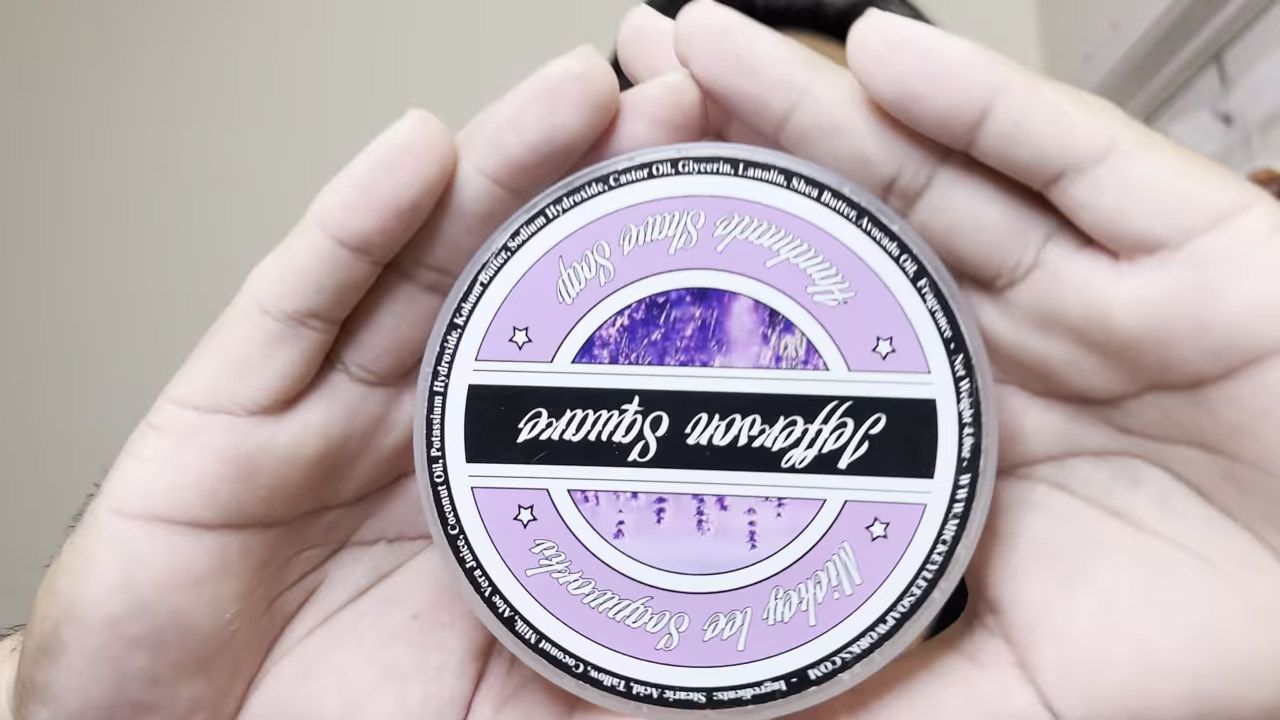 Mickey Lee Soapworks
Jefferson Square
Handmade Shave Soap
Ingredients: Stearic Acid, Tallow, Coconut Milk, Aloe Vera Juice, Coconut Oil, Potassium Hydroxide, Kokum Butter, Sodium Hydroxide, Castor Oil, Glycerin, Lanolin, Shea Butter, Avocado Oil, Fragrance - Net Weight 4.0oz - WWW.MICKEYLEESOAPWORKS.COM -